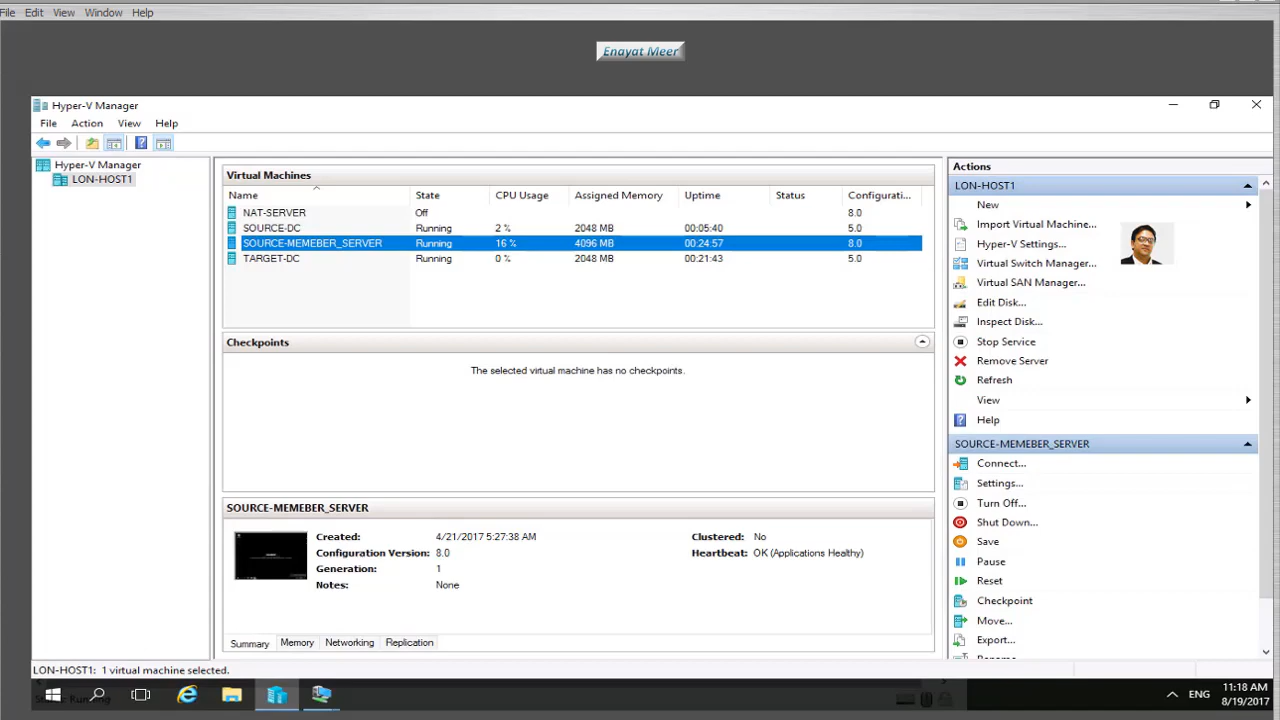 File Edit View Window Help
Enayat Meer
Hyper-V Manager
File Action View Help
Hyper-V Manager
LON-HOST1
Virtual Machines
Name State CPU Usage Assigned Memory Uptime Status Configurati...
NAT-SERVER Off 8.0
SOURCE-DC Running 2 % 2048 MB 00:05:40 5.0
SOURCE-MEMEBER_SERVER Running 16 % 4096 MB 00:24:57 8.0
TARGET-DC Running 0 % 2048 MB 00:21:43 5.0
Checkpoints
The selected virtual machine has no checkpoints.
SOURCE-MEMEBER_SERVER
Created: 4/21/2017 5:27:38 AM Clustered: No
Configuration Version: 8.0 Heartbeat: OK (Applications Healthy)
Generation: 1
Notes: None
Summary Memory Networking Replication
Actions
LON-HOST1
New
Import Virtual Machine...
Hyper-V Settings...
Virtual Switch Manager...
Virtual SAN Manager...
Edit Disk...
Inspect Disk...
Stop Service
Remove Server
Refresh
View
Help
SOURCE-MEMEBER_SERVER
Connect...
Settings...
Turn Off...
Shut Down...
Save
Pause
Reset
Checkpoint
Move...
Export...
LON-HOST1: 1 virtual machine selected.
ENG
11:18 AM
8/19/2017